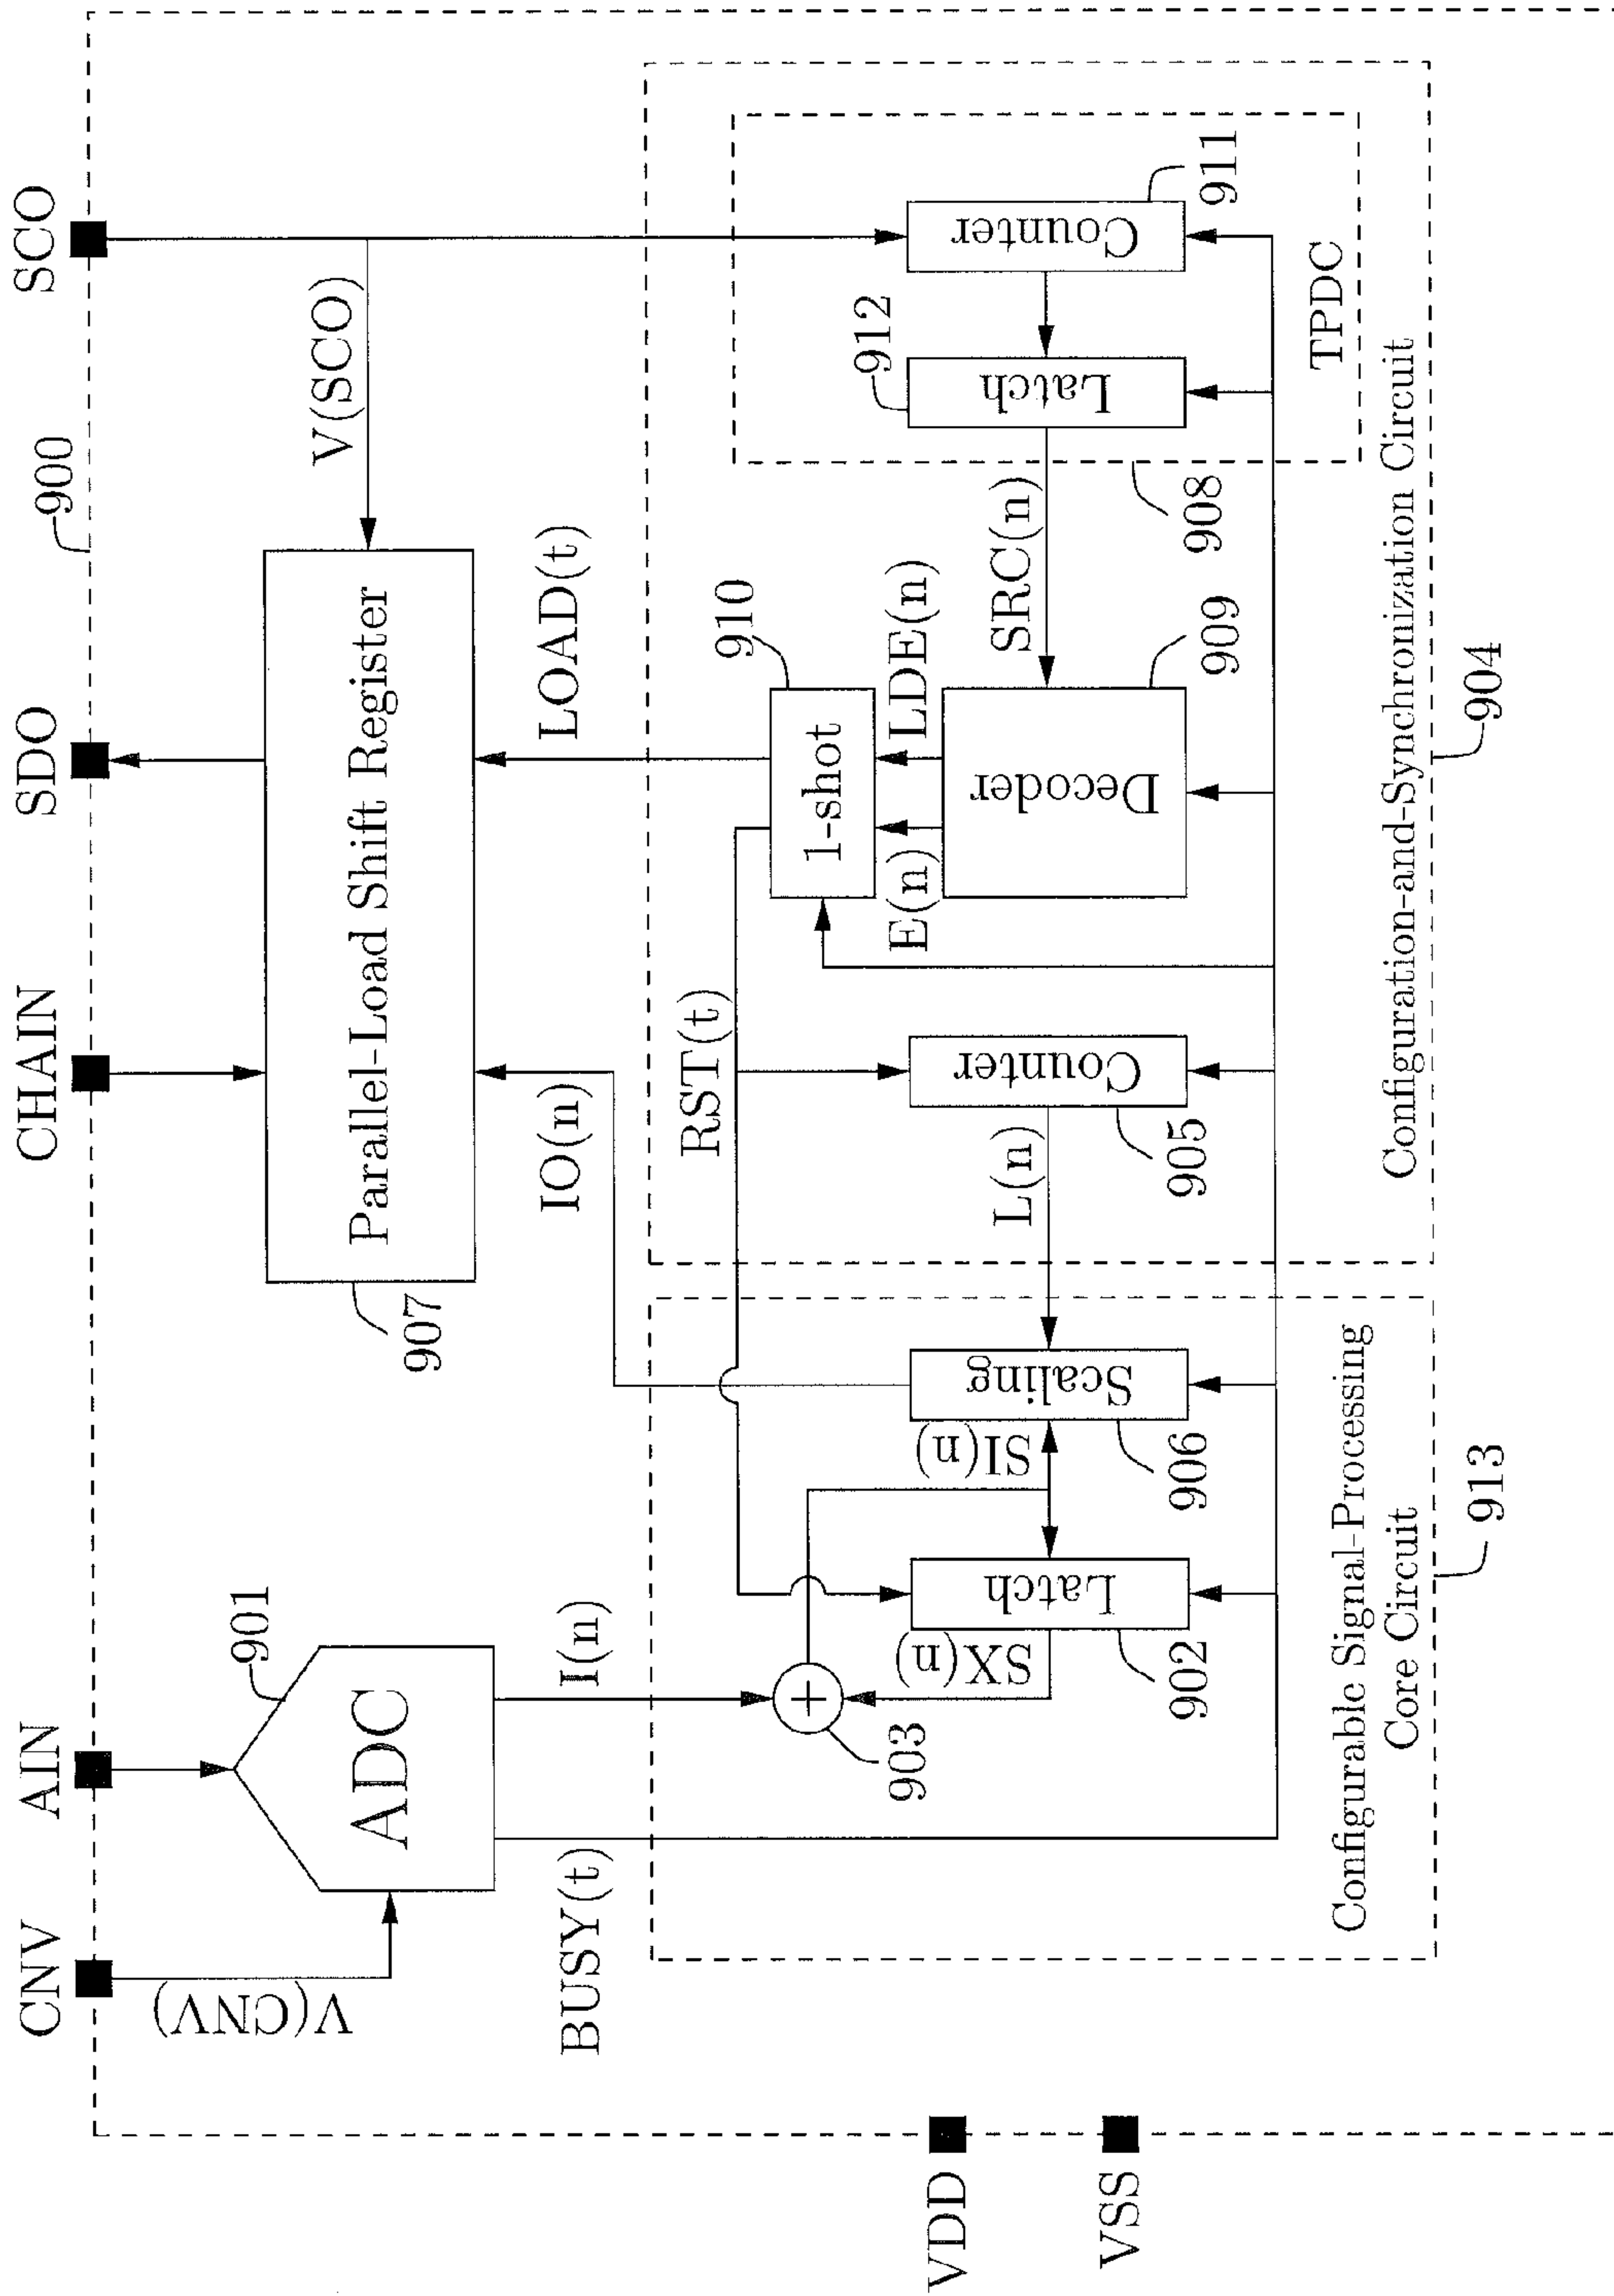 CNV
AIN
CHAIN
SDO
SCO
900
V(CNV)
901
ADC
907
Parallel-Load Shift Register
V(SCO)
BUSY(t)
I(n)
IO(n)
LOAD(t)
RST(t)
910
1-shot
E(n)
LDE(n)
903
SX(n)
Latch
902
SI(n)
Scaling
906
L(n)
Counter
905
Decoder
909
SRC(n)
908
912
Latch
Counter
911
TPDC
VDD
VSS
Configurable Signal-Processing
Core Circuit
913
Configuration-and-Synchronization Circuit
904